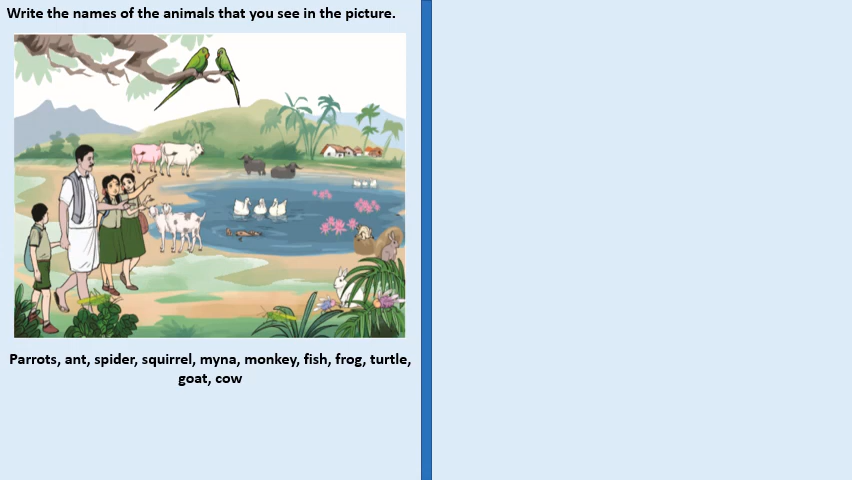 Write the names of the animals that you see in the picture.
Parrots, ant, spider, squirrel, myna, monkey, fish, frog, turtle,
goat, cow